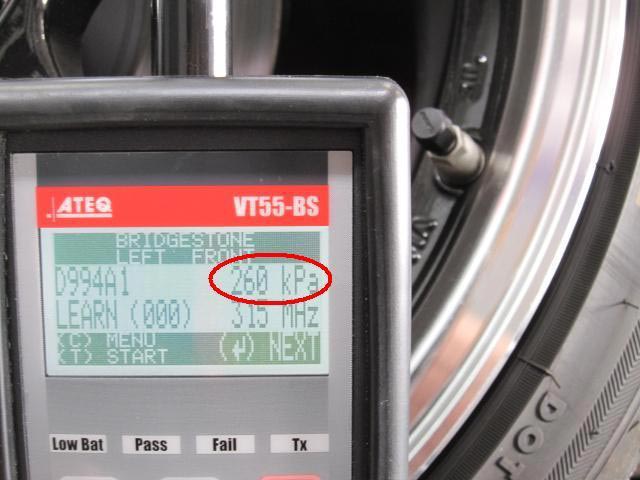 ATEQ VT55-BS
BRIDGESTONE
LEFT FRONT
D994A1 260 kPa
LEARN (000) 315 MHz
(C) MENU
(T) START (↵) NEXT
Low Bat Pass Fail Tx
DOT